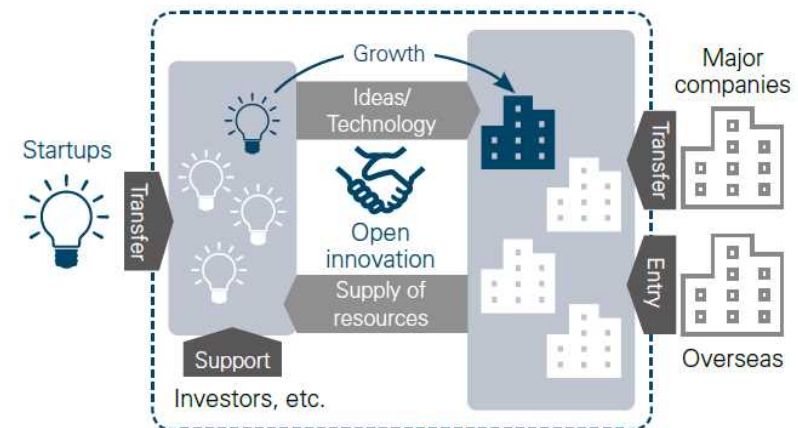 Growth
Ideas/
Technology
Major
companies
Startups
Transfer
Transfer
Open
innovation
Entry
Supply of
resources
Support
Overseas
Investors, etc.